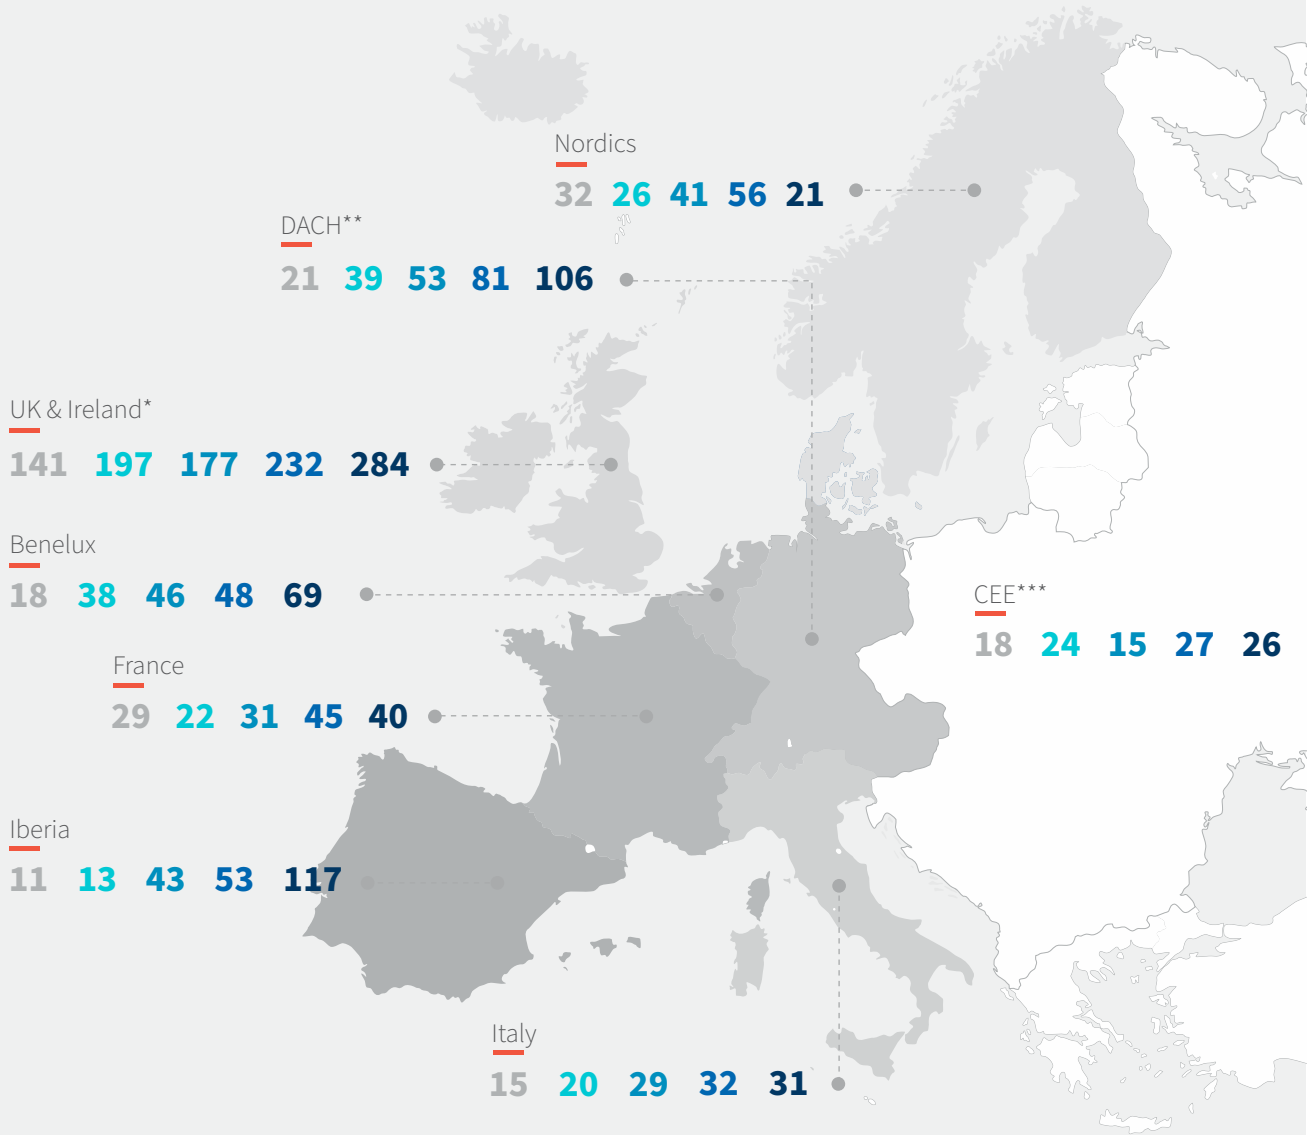 Nordics
32 26 41 56 21
DACH**
21 39 53 81 106
UK & Ireland*
141 197 177 232 284
Benelux
18 38 46 48 69
CEE***
18 24 15 27 26
France
29 22 31 45 40
Iberia
11 13 43 53 117
Italy
15 20 29 32 31